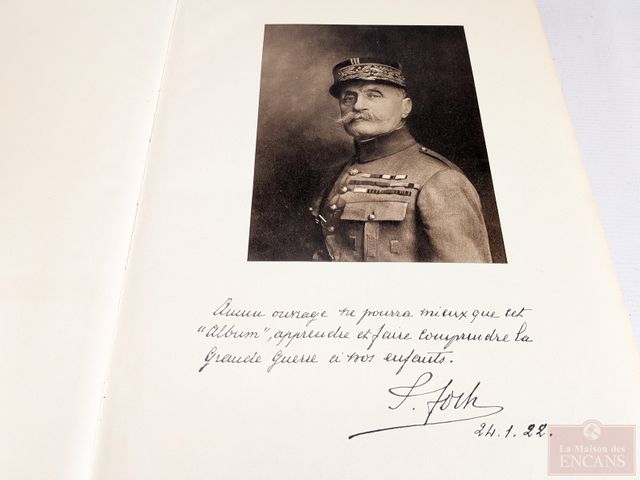 Aucun ouvrage ne pourra mieux que cet
"Album", apprendre et faire comprendre la
Grande Guerre à nos enfants.
F. Foch
24.1.22.
La Maison des
ENCANS